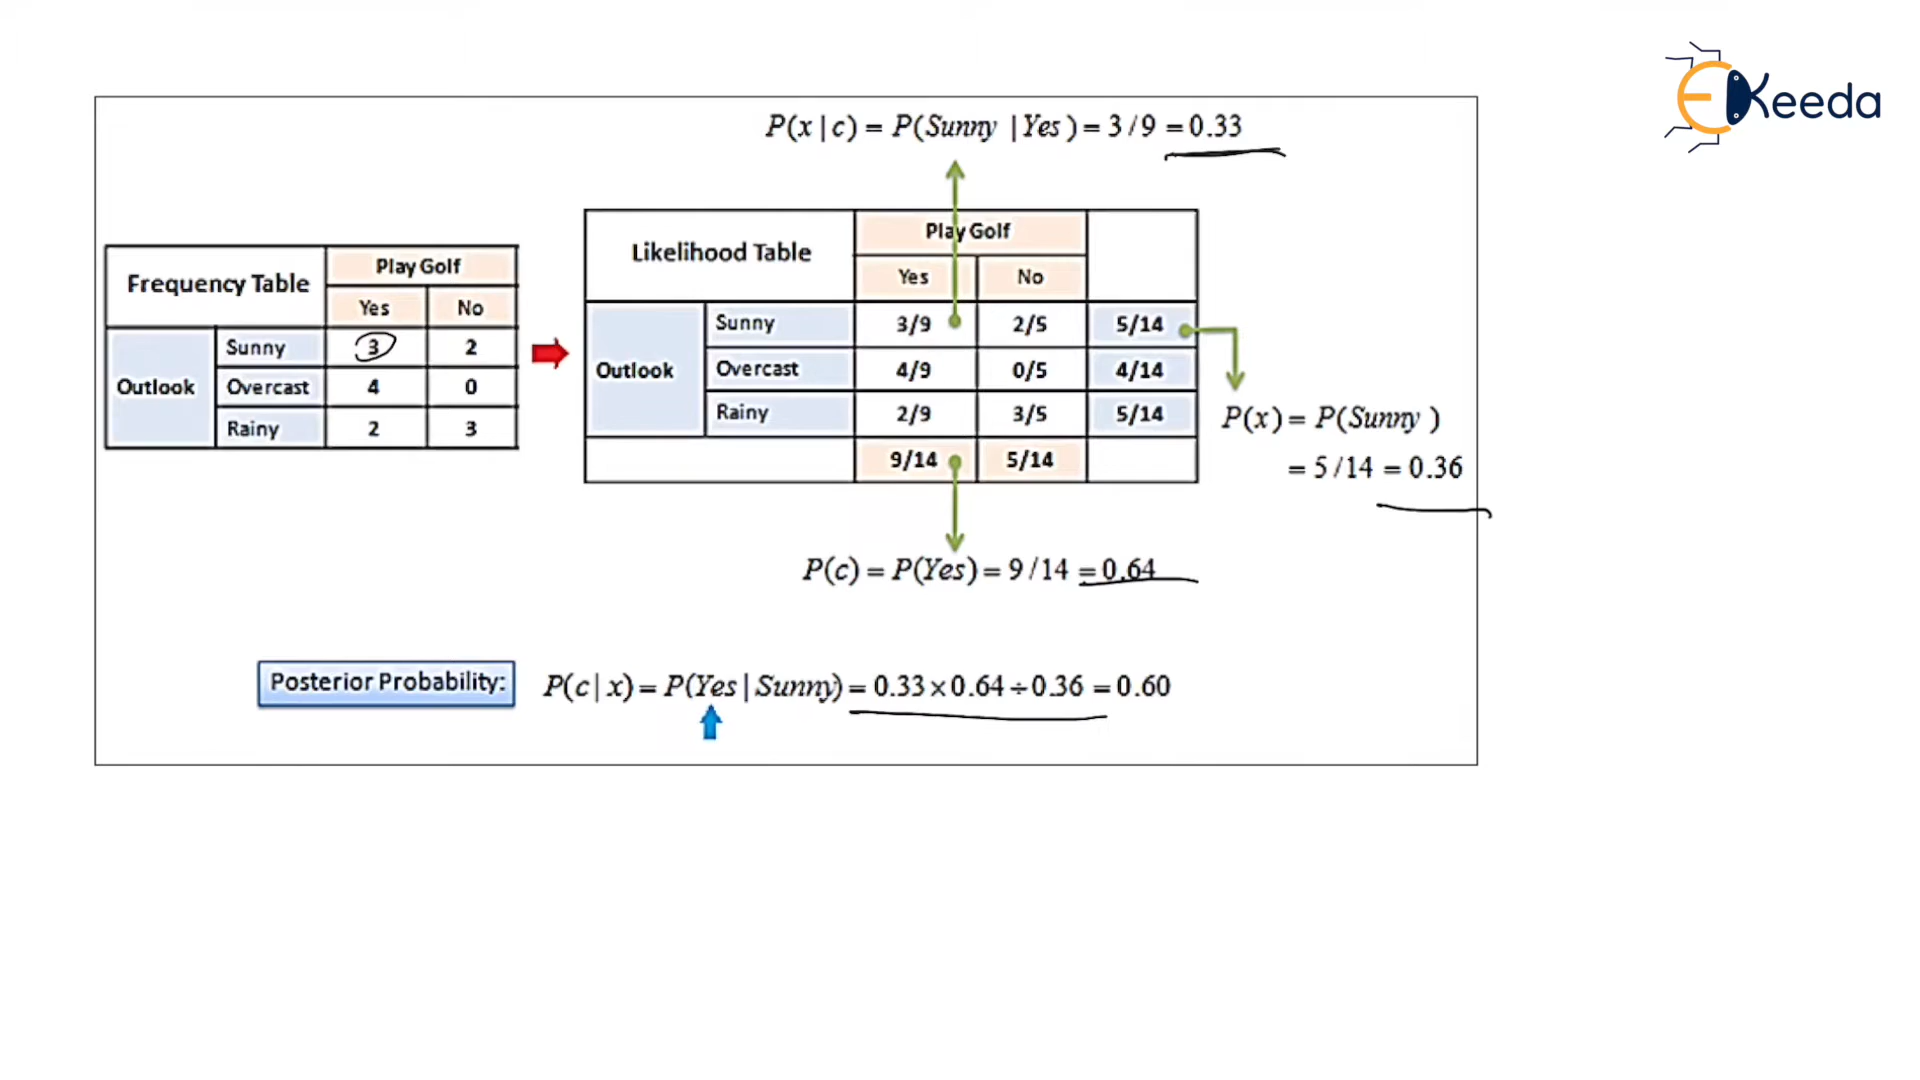 EKeeda
P(x|c) = P(Sunny | Yes) = 3/9 = 0.33
Frequency Table
Play Golf
Yes No
Outlook
Sunny 3 2
Overcast 4 0
Rainy 2 3
Likelihood Table
Play Golf
Yes No
Outlook
Sunny 3/9 2/5 5/14
Overcast 4/9 0/5 4/14
Rainy 2/9 3/5 5/14
9/14 5/14
P(x) = P(Sunny)
= 5/14 = 0.36
P(c) = P(Yes) = 9/14 = 0.64
Posterior Probability: P(c|x) = P(Yes|Sunny) = 0.33×0.64÷0.36 = 0.60